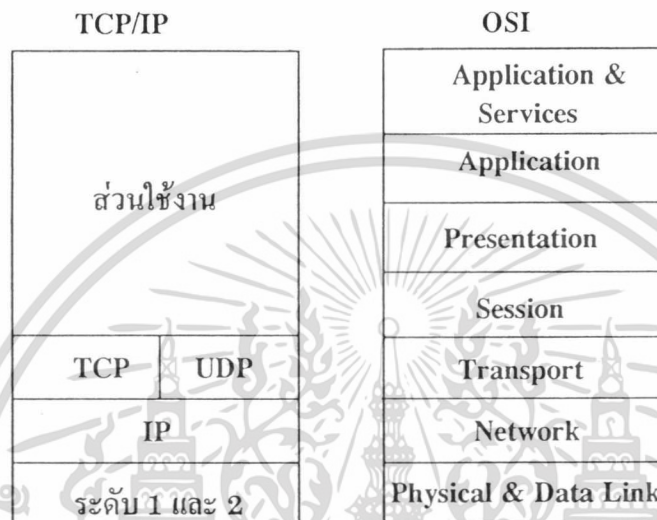 TCP/IP
ส่วนใช้งาน
TCP UDP
IP
ระดับ 1 และ 2
OSI
Application &
Services
Application
Presentation
Session
Transport
Network
Physical & Data Link